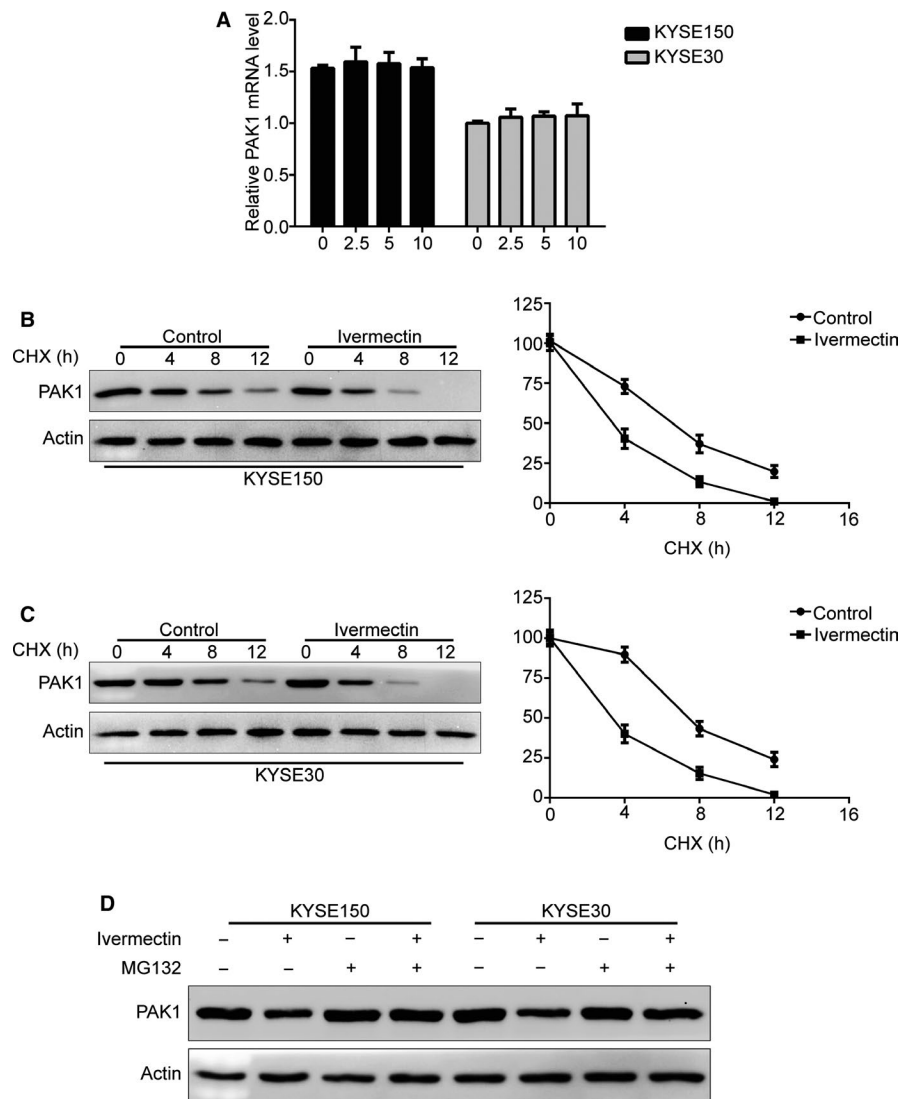 A
Relative PAK1 mRNA level
2.0
1.5
1.0
0.5
0.0
0 2.5 5 10 0 2.5 5 10
KYSE150
KYSE30
B
Control Ivermectin
CHX (h) 0 4 8 12 0 4 8 12
PAK1
Actin
KYSE150
125
100
75
50
25
0
0 4 8 12 16
CHX (h)
Control
Ivermectin
C
Control Ivermectin
CHX (h) 0 4 8 12 0 4 8 12
PAK1
Actin
KYSE30
125
100
75
50
25
0
0 4 8 12 16
CHX (h)
Control
Ivermectin
D
KYSE150 KYSE30
Ivermectin – + – + – + – +
MG132 – – + + – – + +
PAK1
Actin